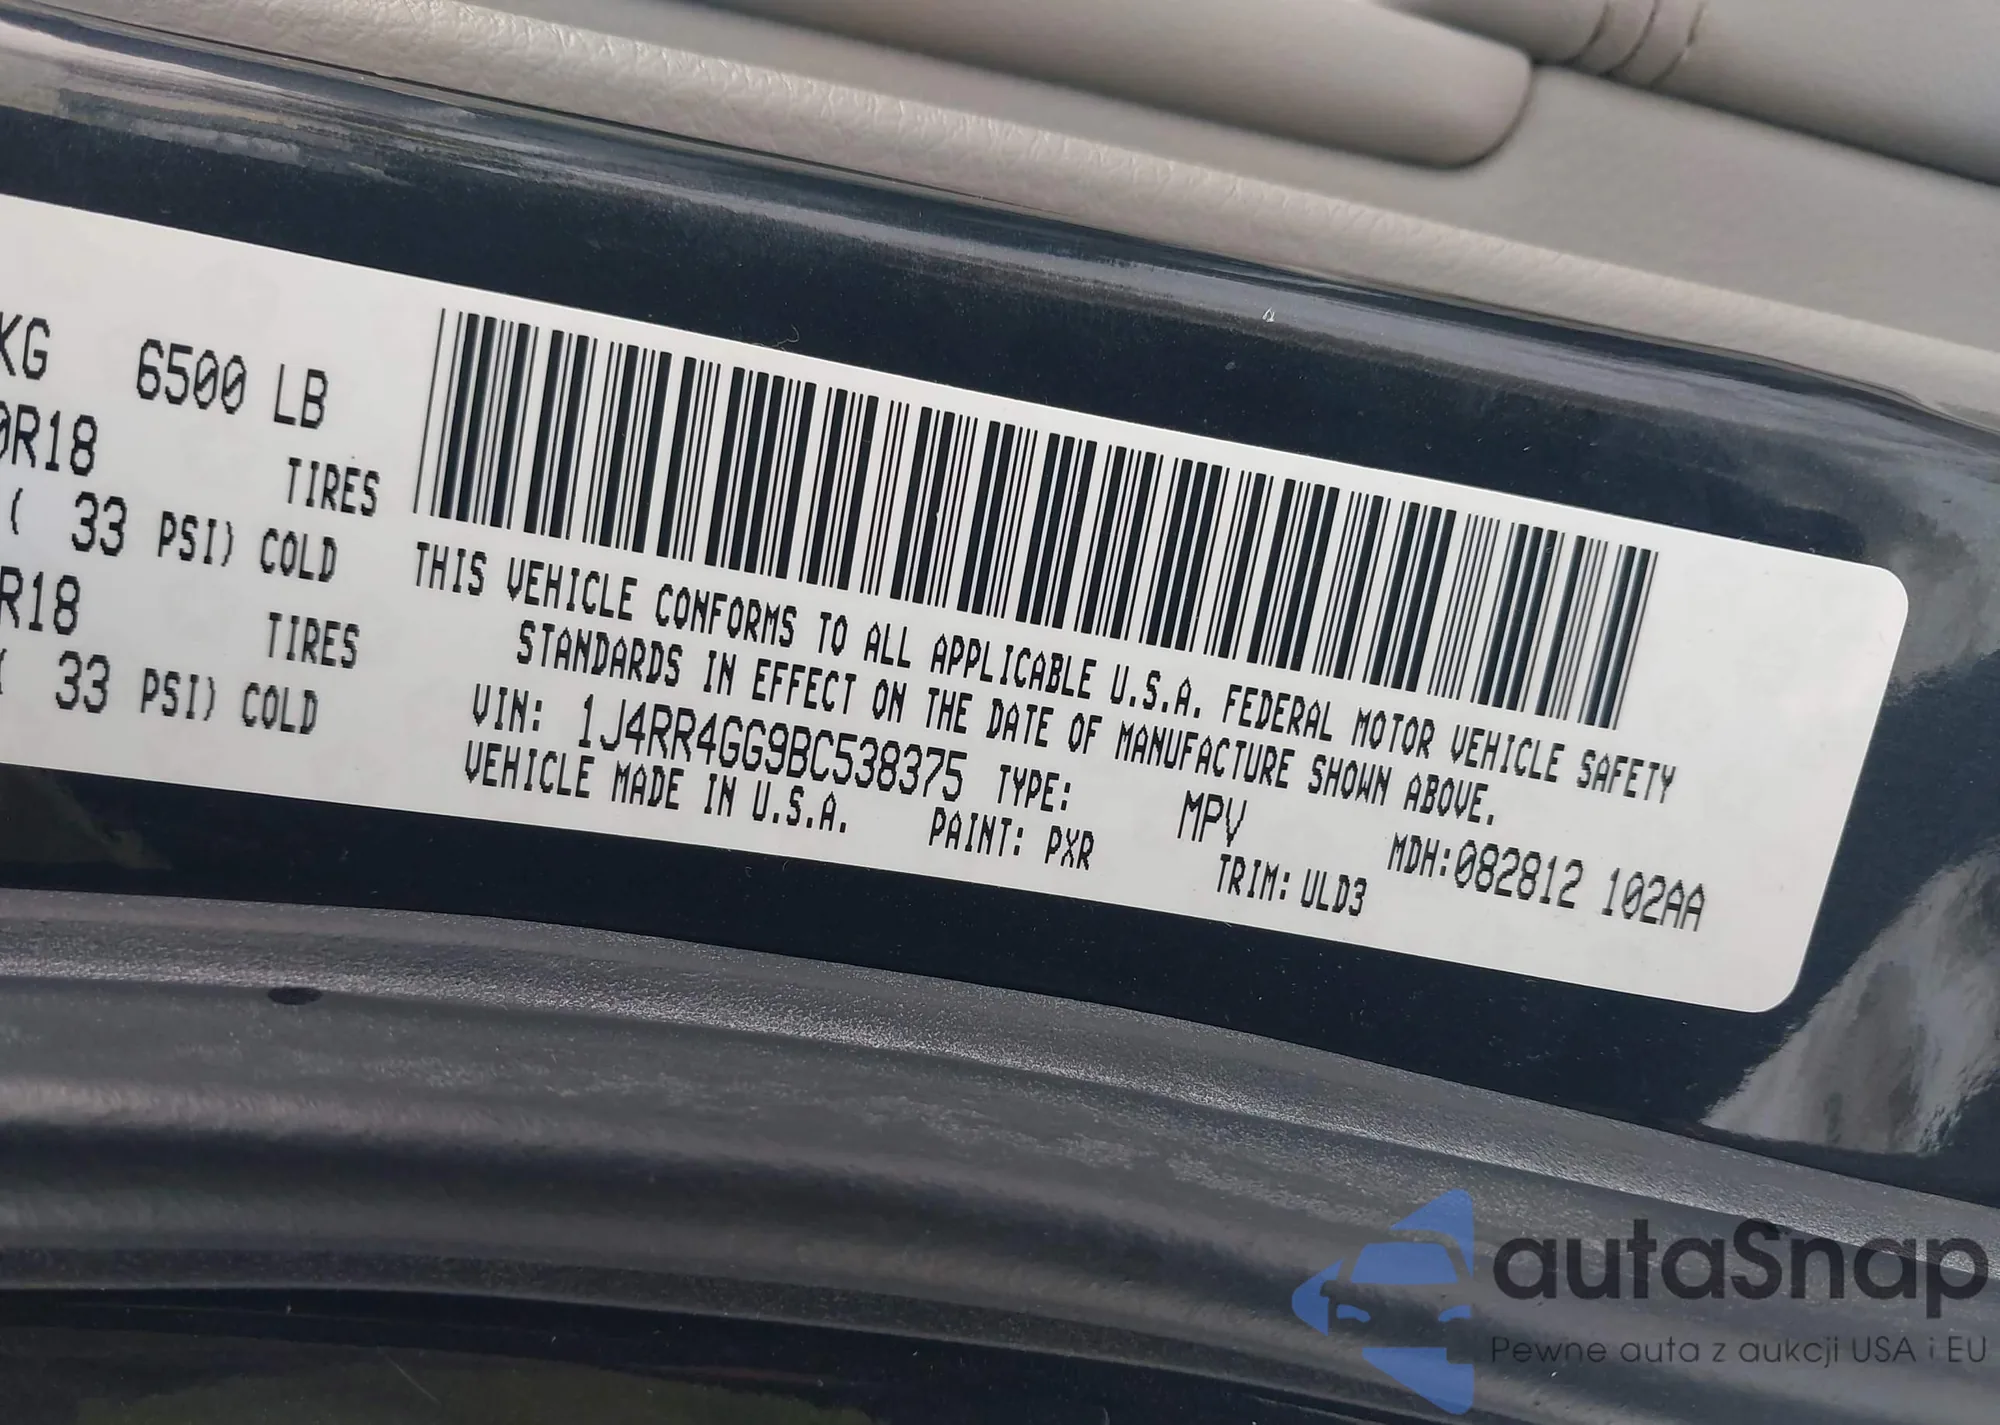 KG 6500 LB
0R18 TIRES
( 33 PSI) COLD
R18 TIRES
( 33 PSI) COLD
THIS VEHICLE CONFORMS TO ALL APPLICABLE U.S.A. FEDERAL MOTOR VEHICLE SAFETY
STANDARDS IN EFFECT ON THE DATE OF MANUFACTURE SHOWN ABOVE.
VIN: 1J4RR4GG9BC538375 TYPE: MPV MDH:082812 102AA
VEHICLE MADE IN U.S.A. PAINT: PXR TRIM: ULD3
autaSnap
Pewne auta z aukcji USA i EU